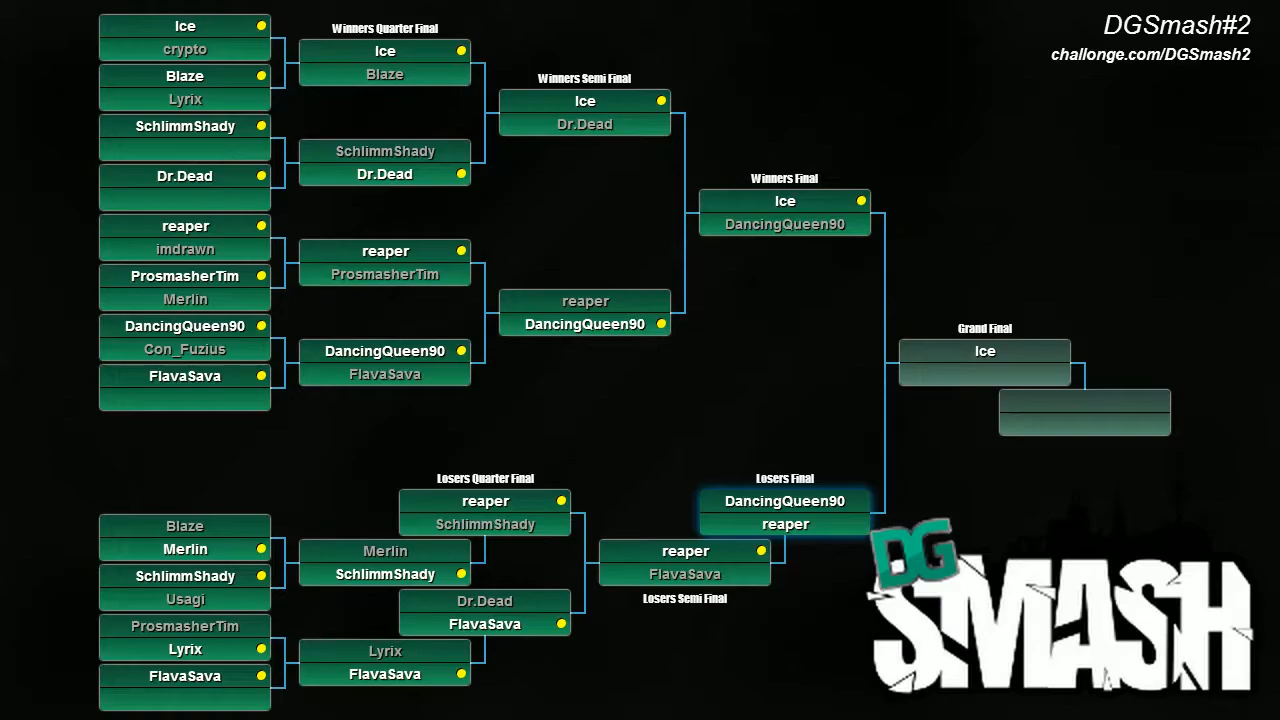 DGSmash#2
challonge.com/DGSmash2
Ice
crypto
Blaze
Lyrix
SchlimmShady
Dr.Dead
reaper
imdrawn
ProsmasherTim
Merlin
DancingQueen90
Con_Fuzius
FlavaSava
Winners Quarter Final
Ice
Blaze
SchlimmShady
Dr.Dead
reaper
ProsmasherTim
DancingQueen90
FlavaSava
Winners Semi Final
Ice
Dr.Dead
reaper
DancingQueen90
Winners Final
Ice
DancingQueen90
Grand Final
Ice
Blaze
Merlin
SchlimmShady
Usagi
ProsmasherTim
Lyrix
FlavaSava
Merlin
SchlimmShady
Lyrix
FlavaSava
Losers Quarter Final
reaper
SchlimmShady
Dr.Dead
FlavaSava
reaper
FlavaSava
Losers Semi Final
Losers Final
DancingQueen90
reaper
DG
SMASH